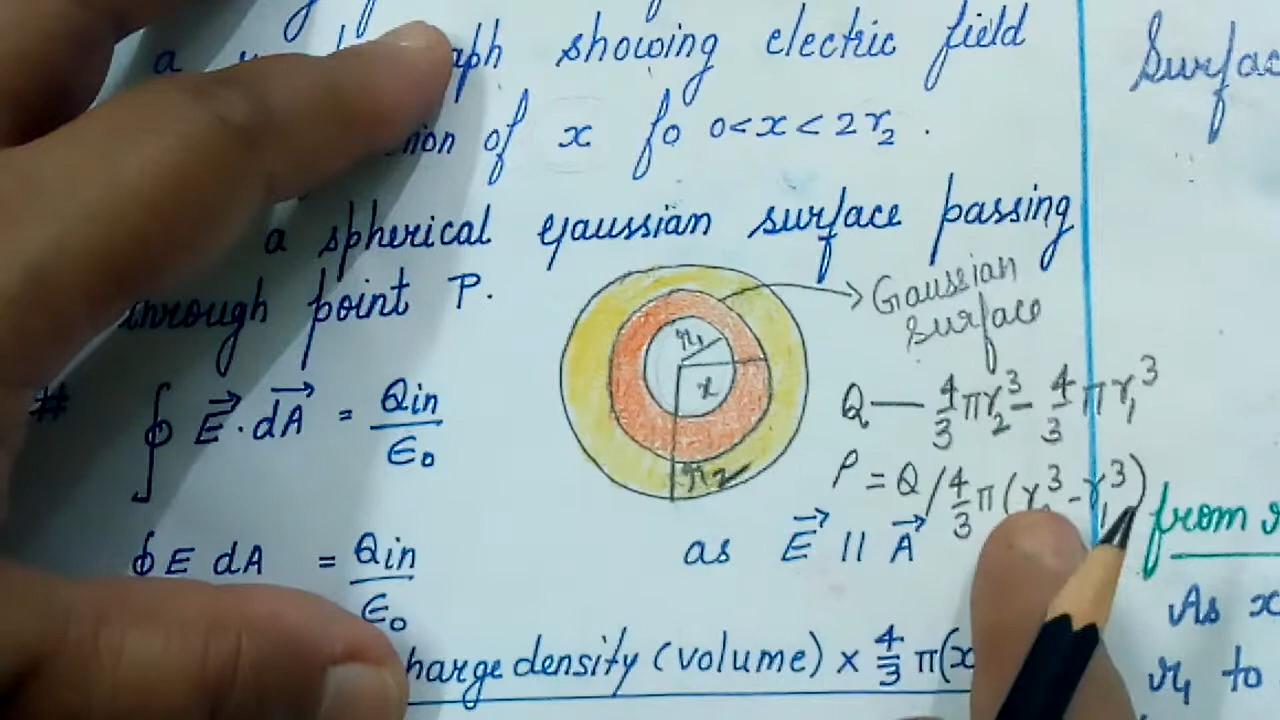 a showing electric field
of x fo 0<x<2r₂ .
a spherical gaussian surface passing
through point P.
Gaussian
surface
r₁
x
r₂
# ∮ E⃗ . dA⃗ = Qin / ε₀
Q — 4/3 πr₂³ - 4/3 πr₁³
ρ = Q / 4/3 π(r₂³ - r₁³)
as E⃗ || A⃗
∮ E dA = Qin / ε₀
charge density (volume) × 4/3 π(x
Surfac
from
As x
r₁ to